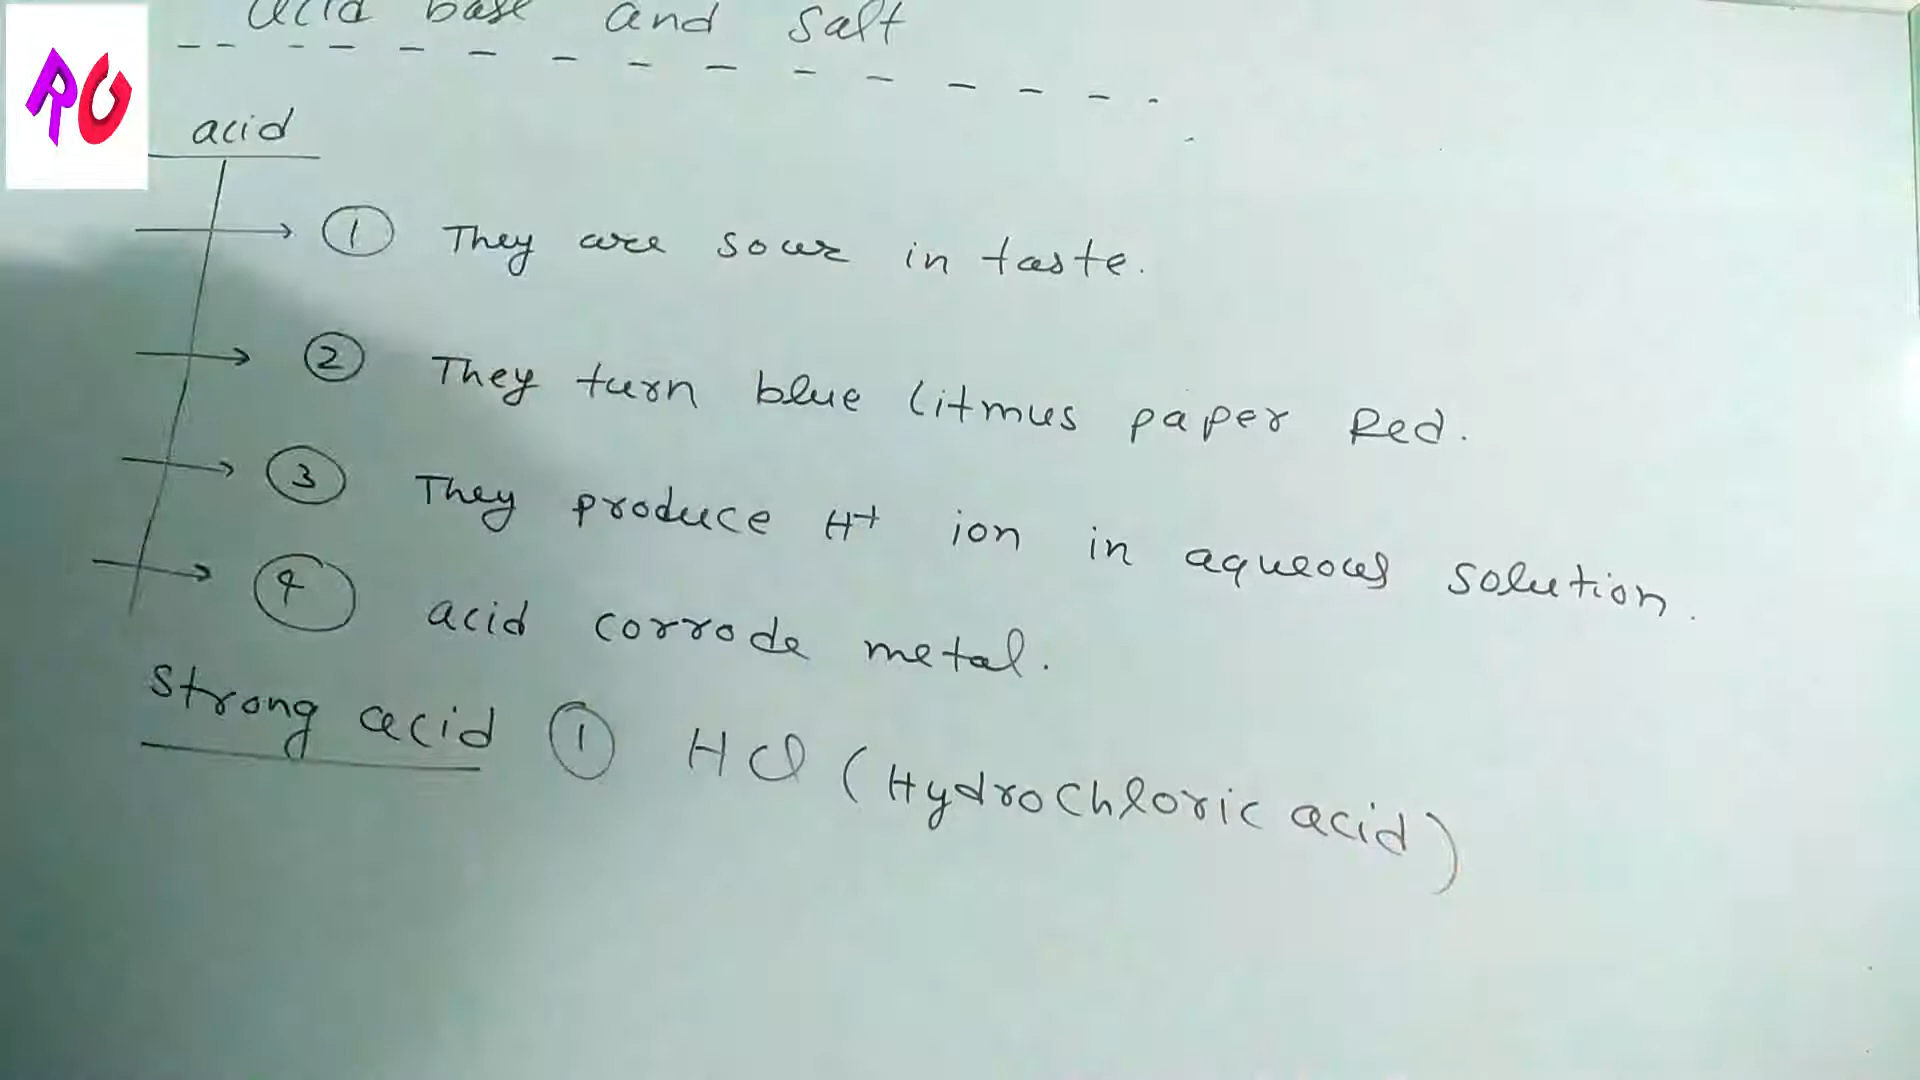 acid base and salt
RG
acid
① They are sour in taste.
② They turn blue litmus paper Red.
③ They produce H⁺ ion in aqueous solution.
④ acid corrode metal.
strong acid ① HCl (Hydrochloric acid)